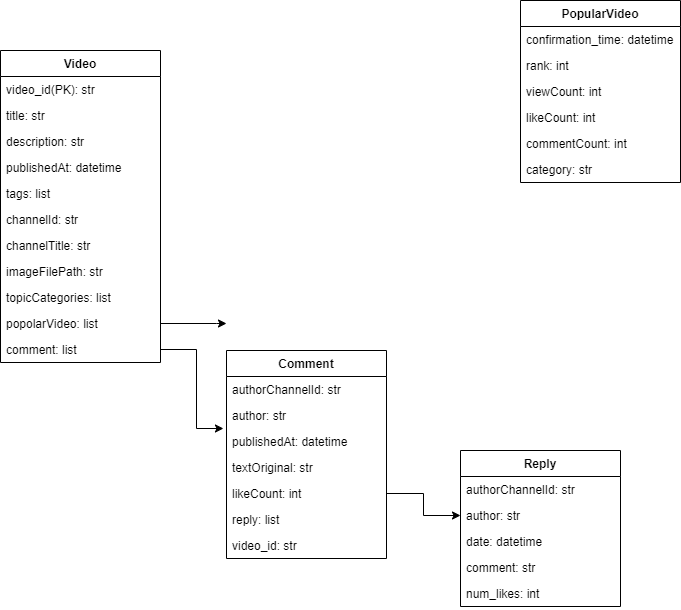 PopularVideo
confirmation_time: datetime
rank: int
viewCount: int
likeCount: int
commentCount: int
category: str
Video
video_id(PK): str
title: str
description: str
publishedAt: datetime
tags: list
channelId: str
channelTitle: str
imageFilePath: str
topicCategories: list
popolarVideo: list
comment: list
Comment
authorChannelId: str
author: str
publishedAt: datetime
textOriginal: str
likeCount: int
reply: list
video_id: str
Reply
authorChannelId: str
author: str
date: datetime
comment: str
num_likes: int